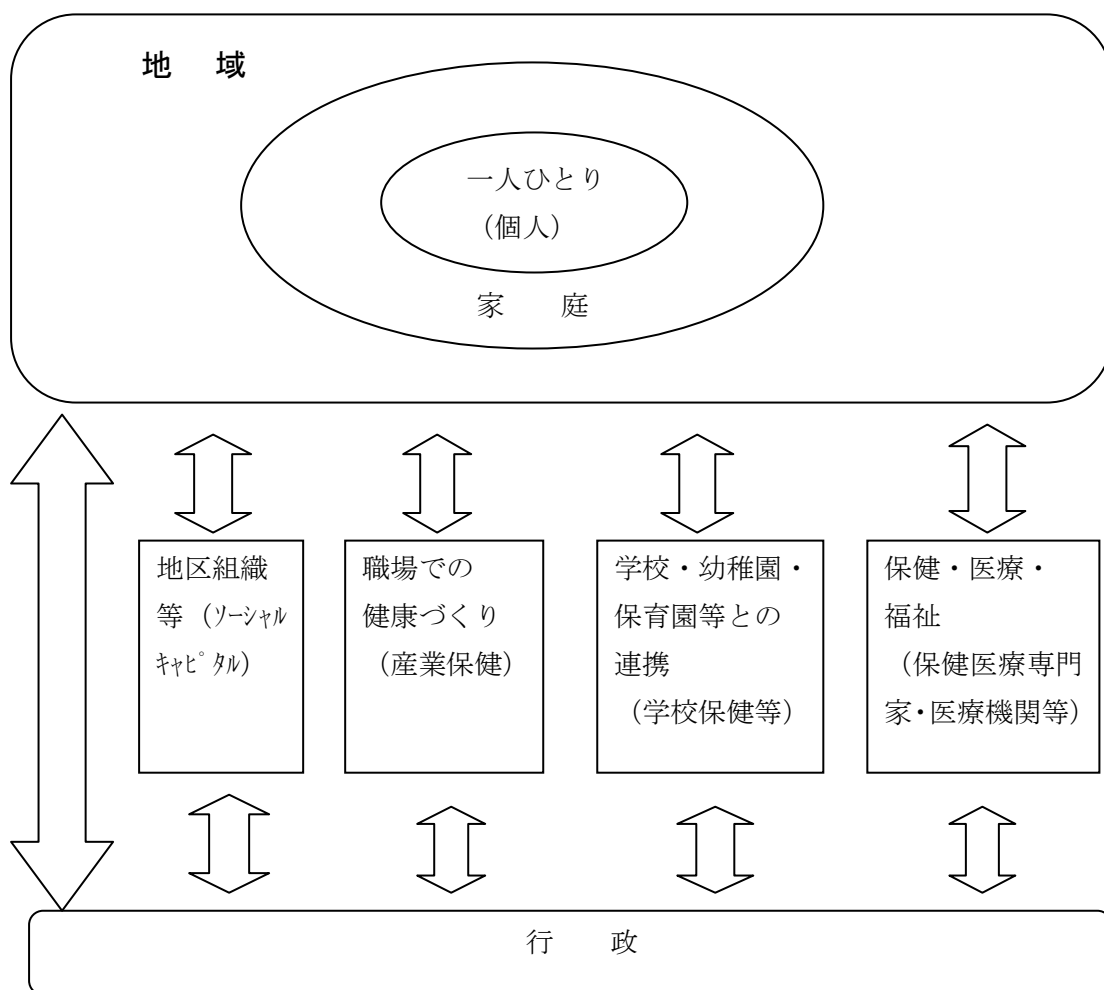 地　域
一人ひとり
（個人）
家　　庭
地区組織
等（ｿｰｼｬﾙ
ｷｬﾋﾟﾀﾙ）
職場での
健康づくり
（産業保健）
学校・幼稚園・
保育園等との
連携
（学校保健等）
保健・医療・
福祉
（保健医療専門
家・医療機関等）
行　　政